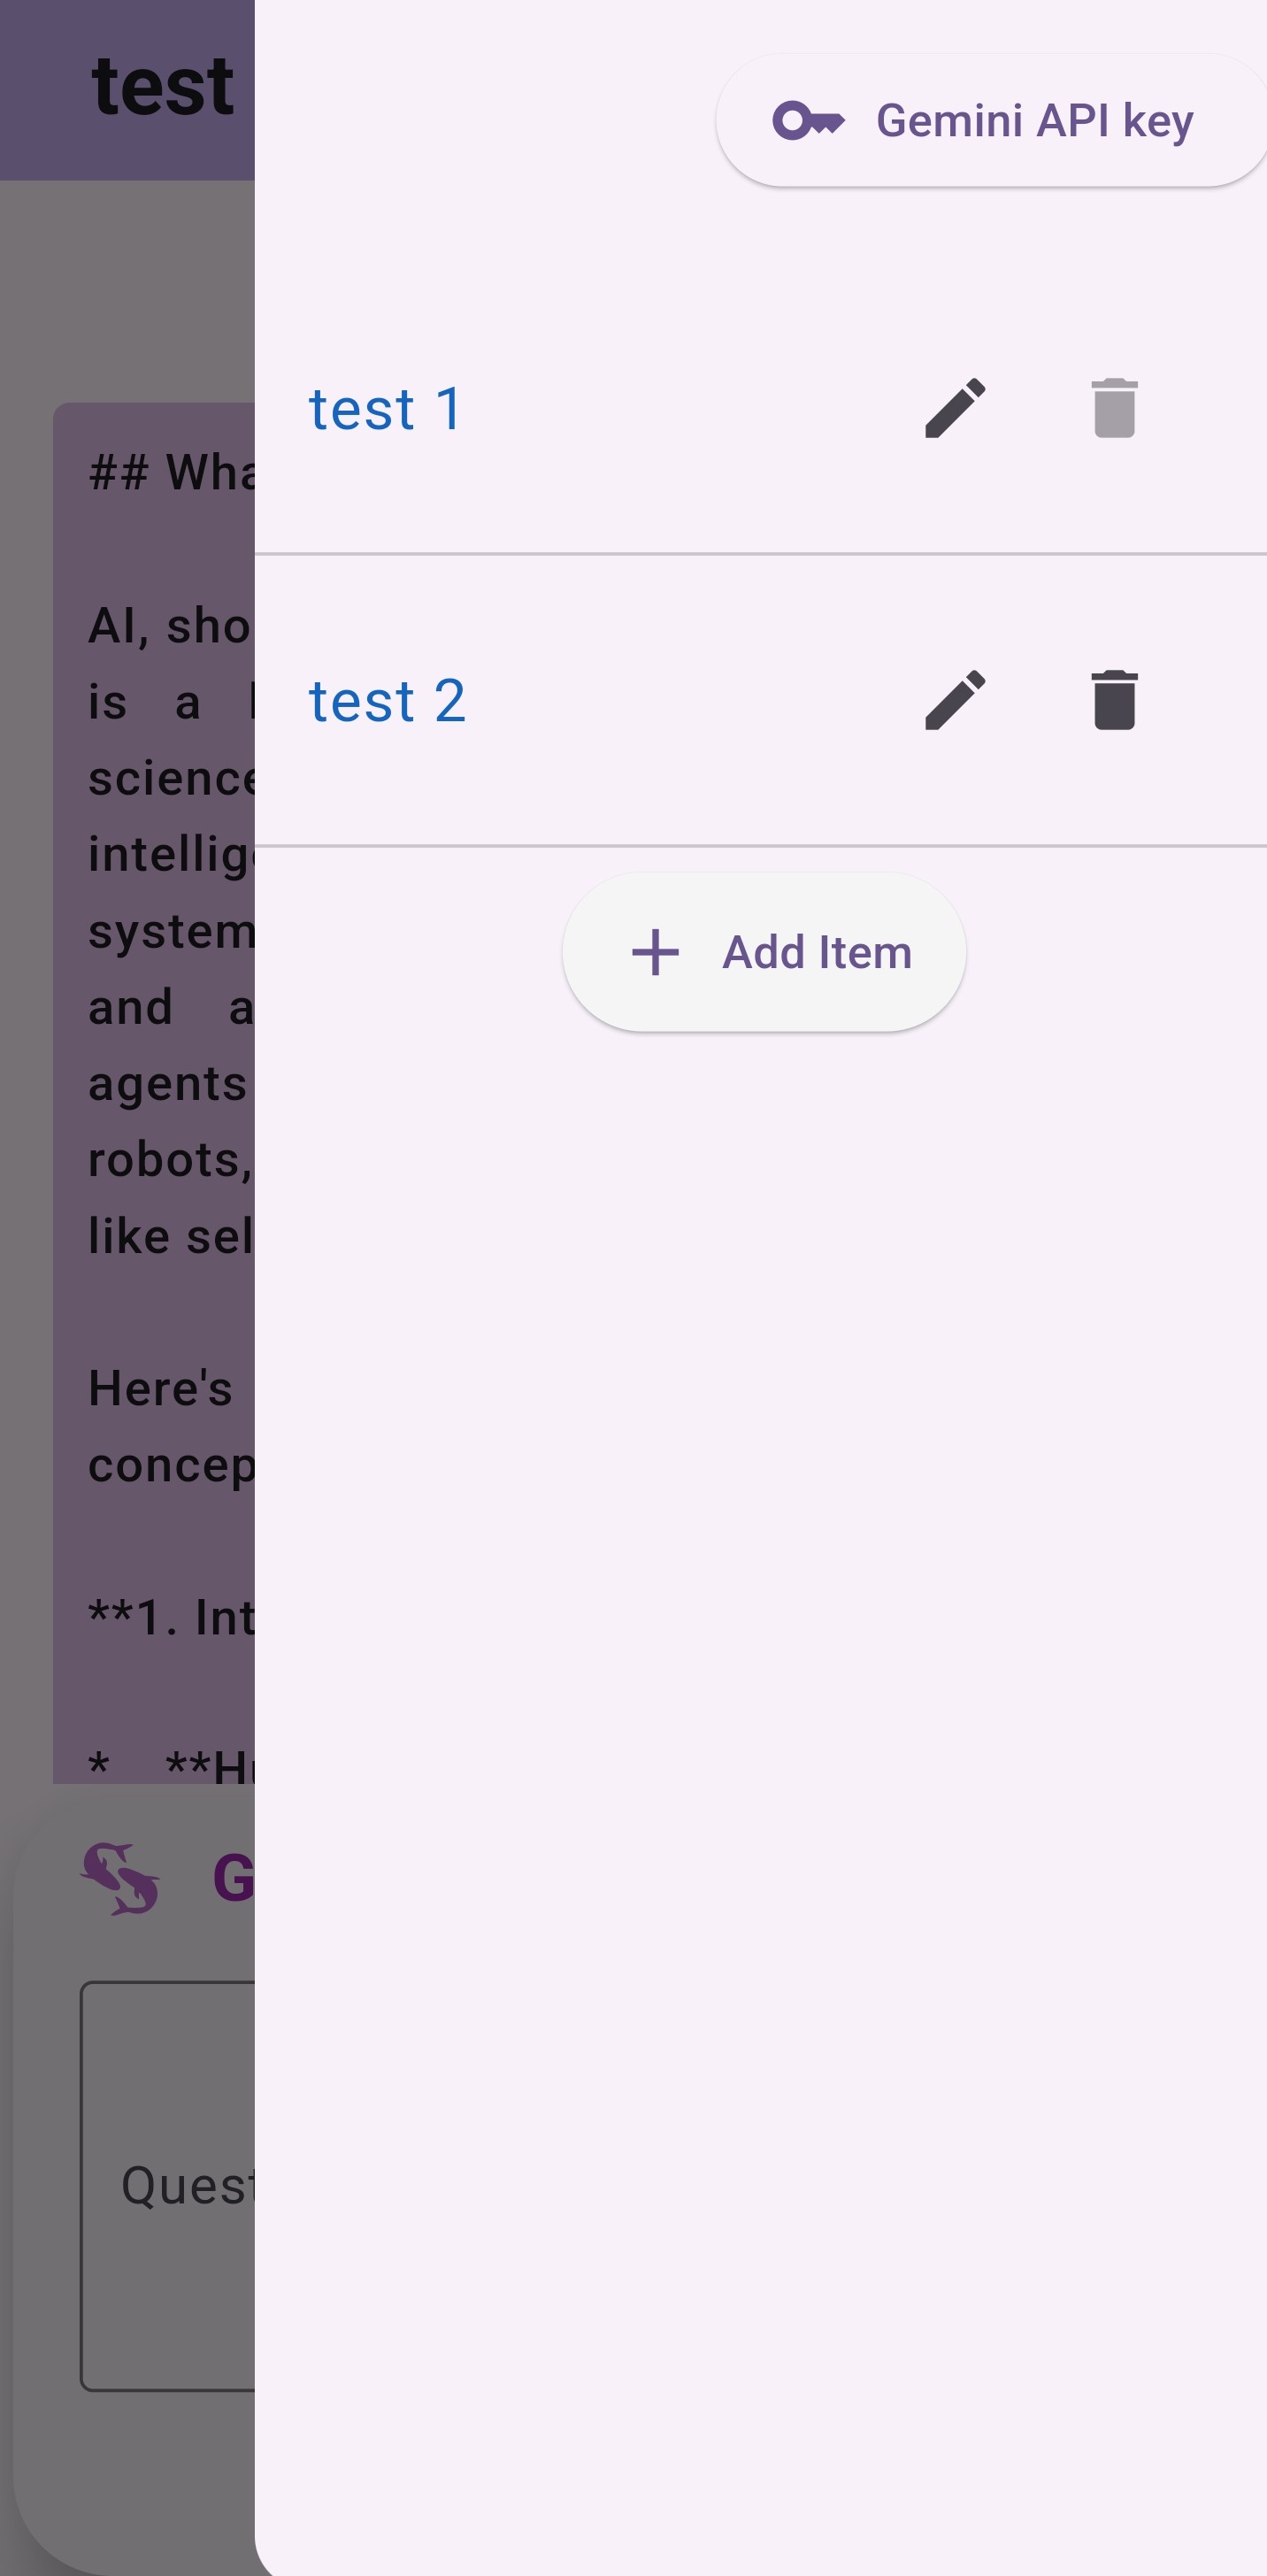 test
Gemini API key
test 1
test 2
Add Item
## Wha
AI, sho
is a
science
intellig
system
and a
agents
robots,
like sel
Here's
concep
**1. Int
* **Hu
G
Quest